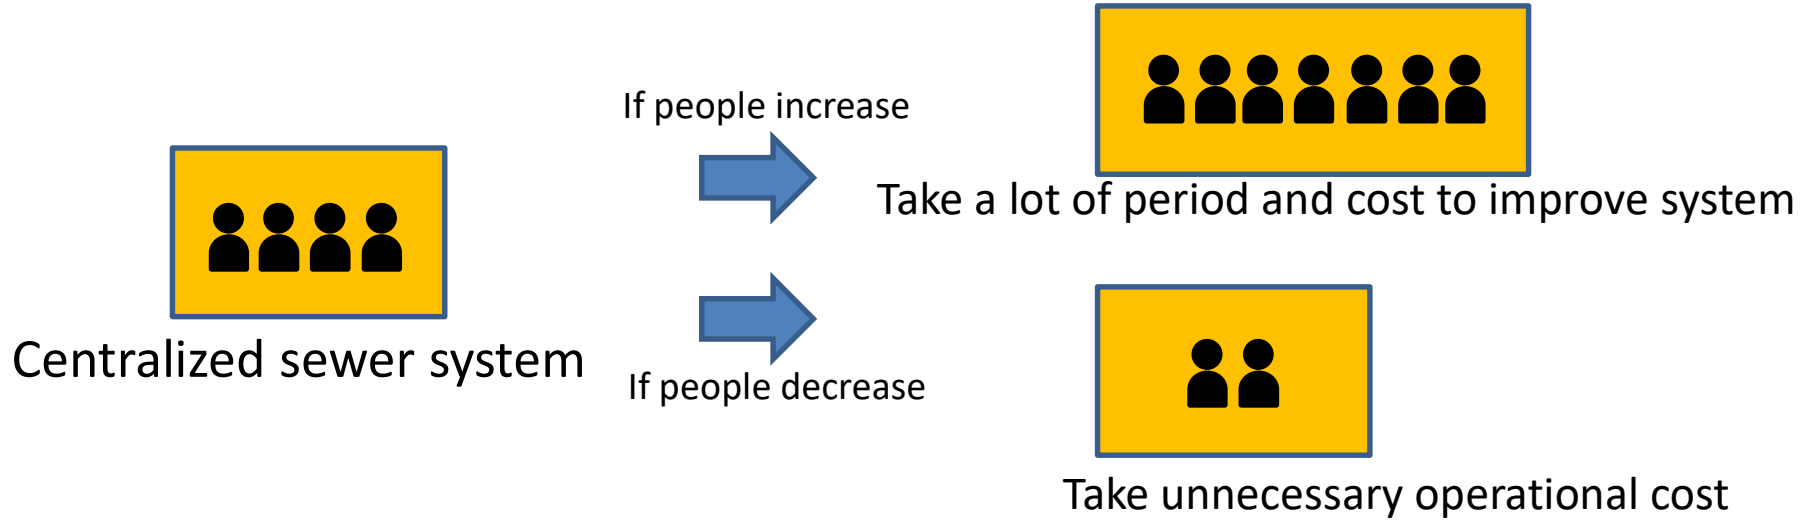 If people increase
Take a lot of period and cost to improve system
Centralized sewer system
If people decrease
Take unnecessary operational cost